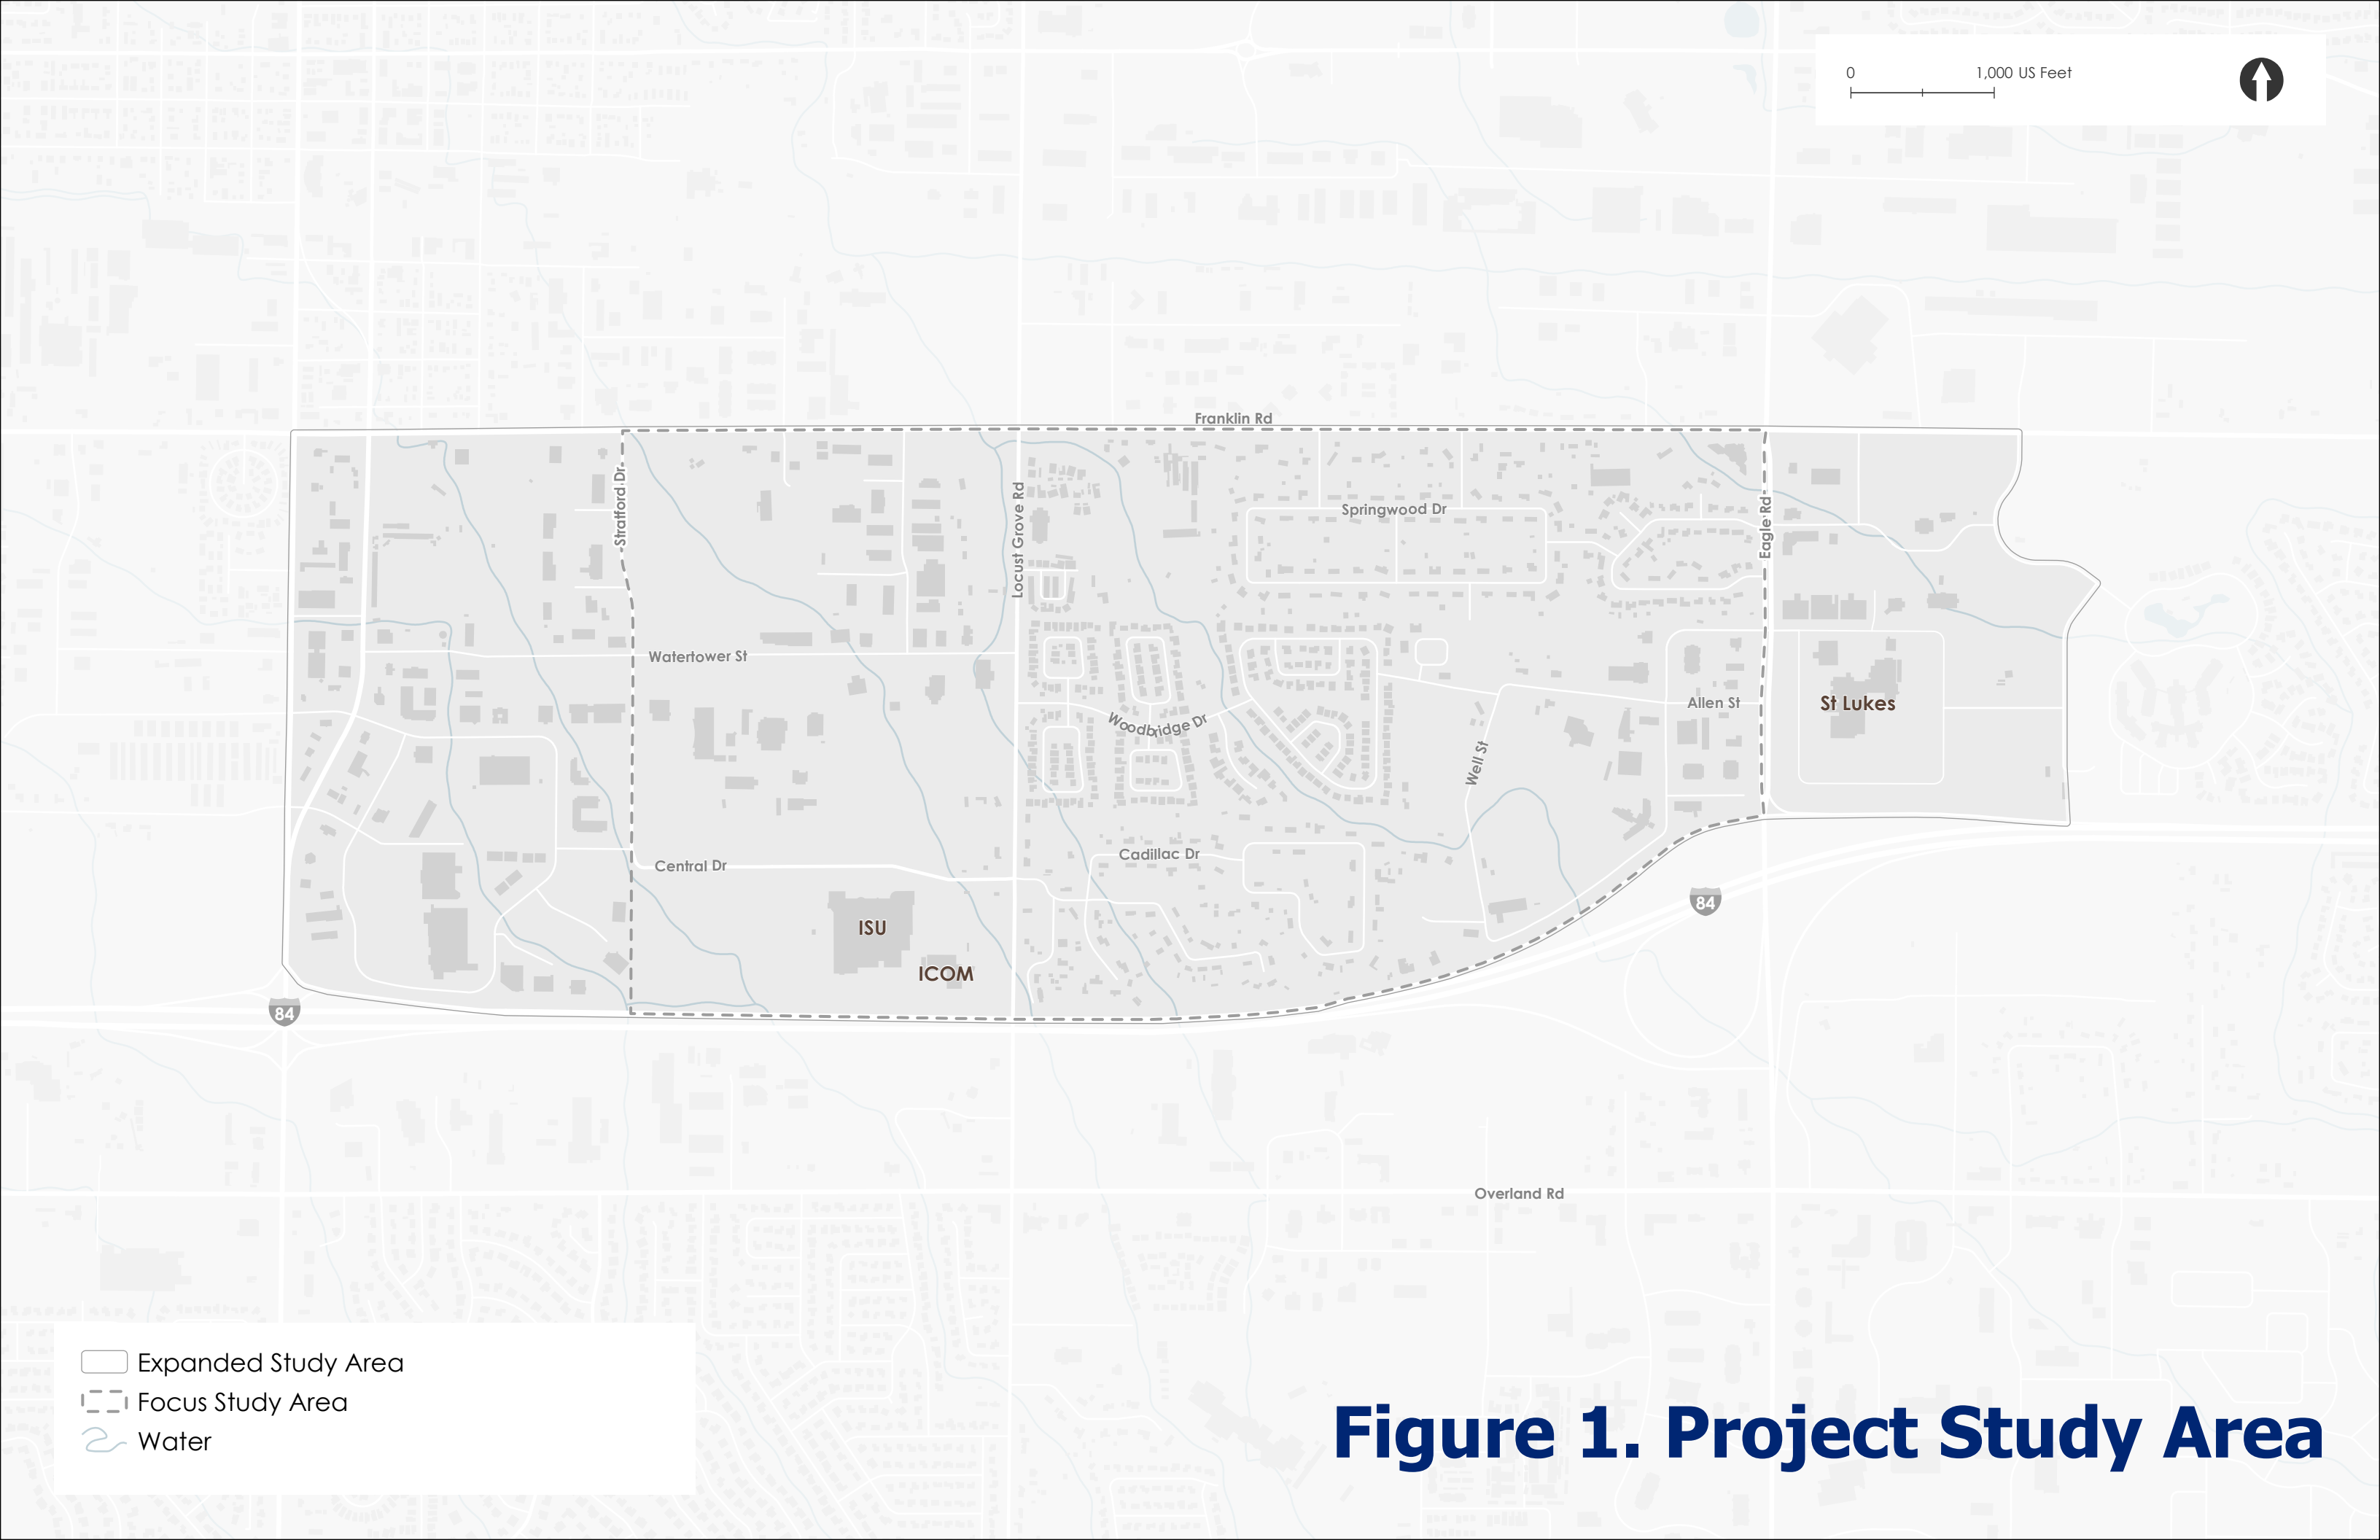 0 1,000 US Feet
Franklin Rd
Stratford Dr
Locust Grove Rd
Springwood Dr
Eagle Rd
Watertower St
Woodbridge Dr
Allen St
St Lukes
Well St
Cadillac Dr
Central Dr
84
ISU
ICOM
84
Overland Rd
Expanded Study Area
Focus Study Area
Water
Figure 1. Project Study Area